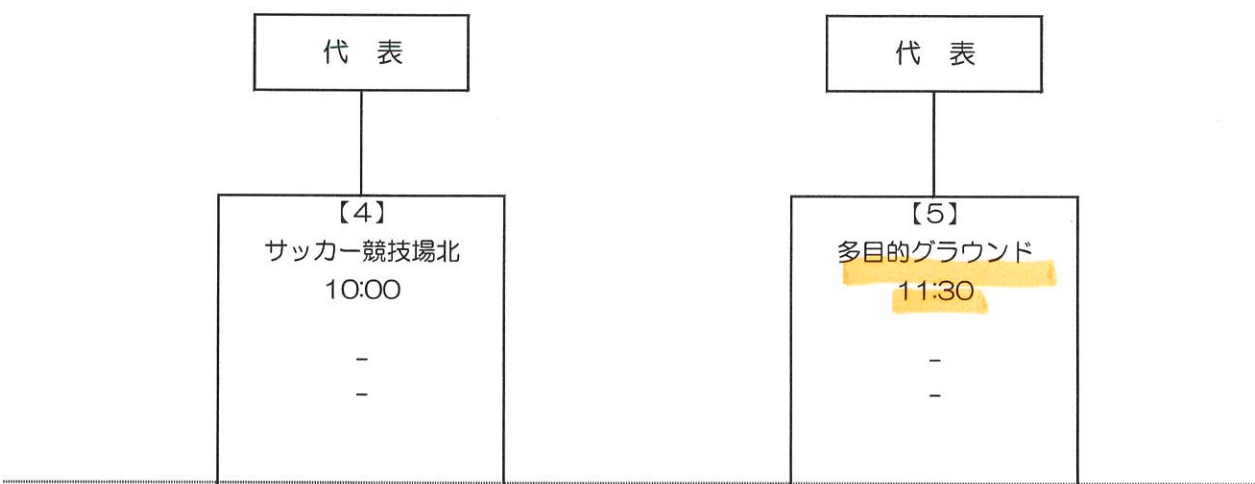 代 表
代 表
【4】
サッカー競技場北
10:00
-
-
【5】
多目的グラウンド
11:30
-
-